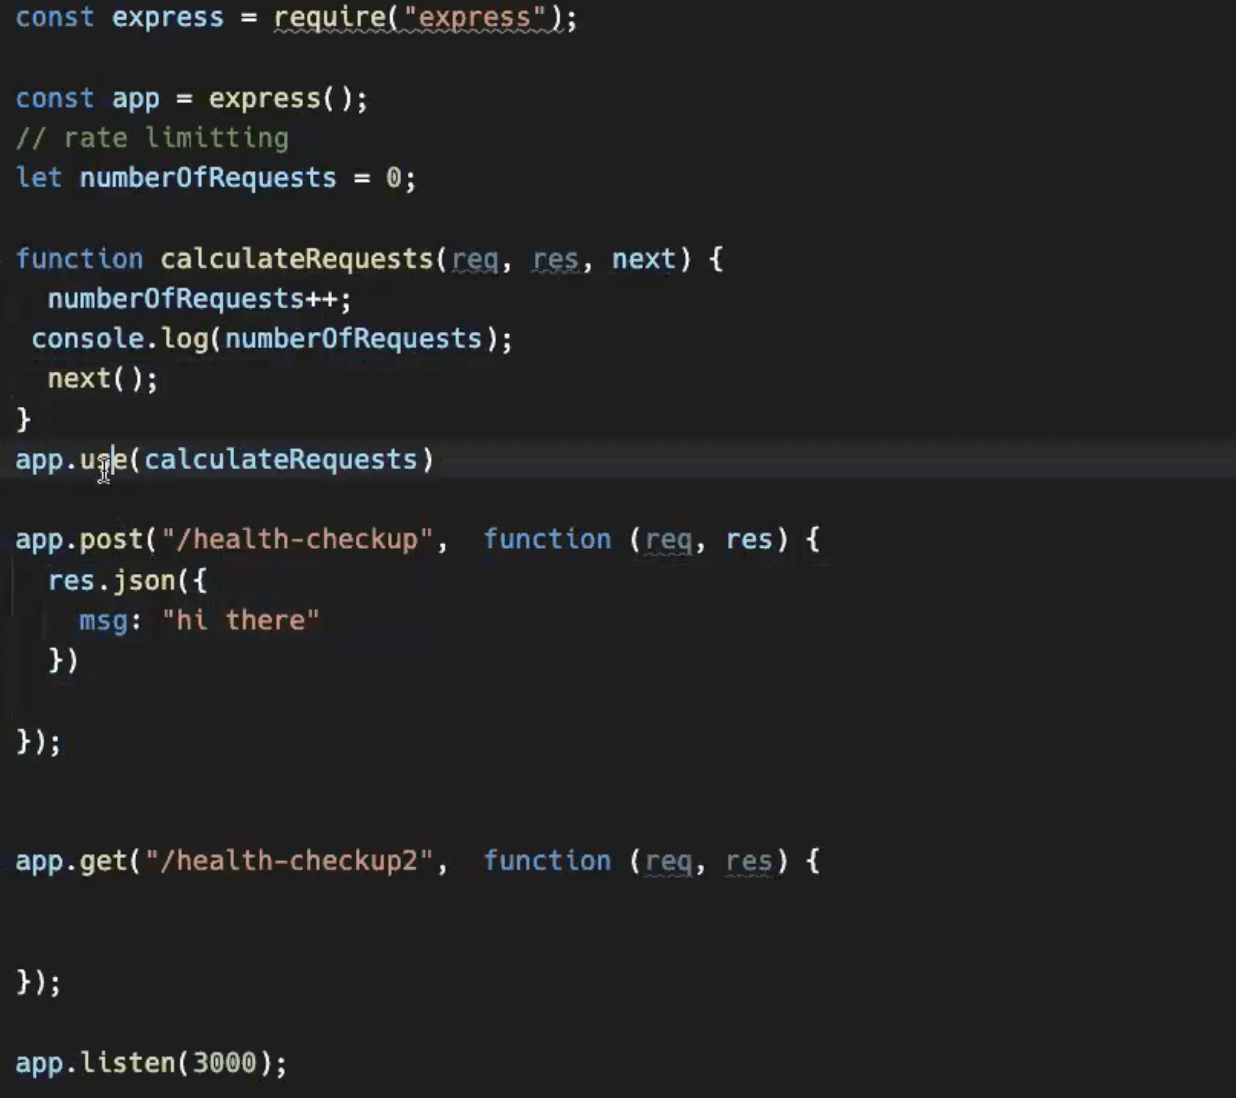 const express = require("express");
const app = express();
// rate limitting
let numberOfRequests = 0;
function calculateRequests(req, res, next) {
numberOfRequests++;
console.log(numberOfRequests);
next();
}
app.use(calculateRequests)
app.post("/health-checkup",  function (req, res) {
res.json({
msg: "hi there"
})
});
app.get("/health-checkup2",  function (req, res) {
});
app.listen(3000);